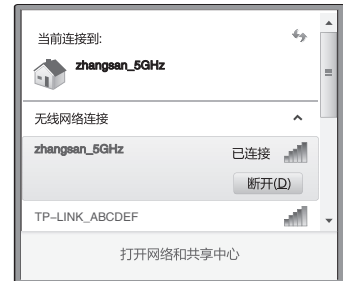 当前连接到:
zhangsan_5GHz
无线网络连接
zhangsan_5GHz 已连接
断开(D)
TP-LINK_ABCDEF
打开网络和共享中心